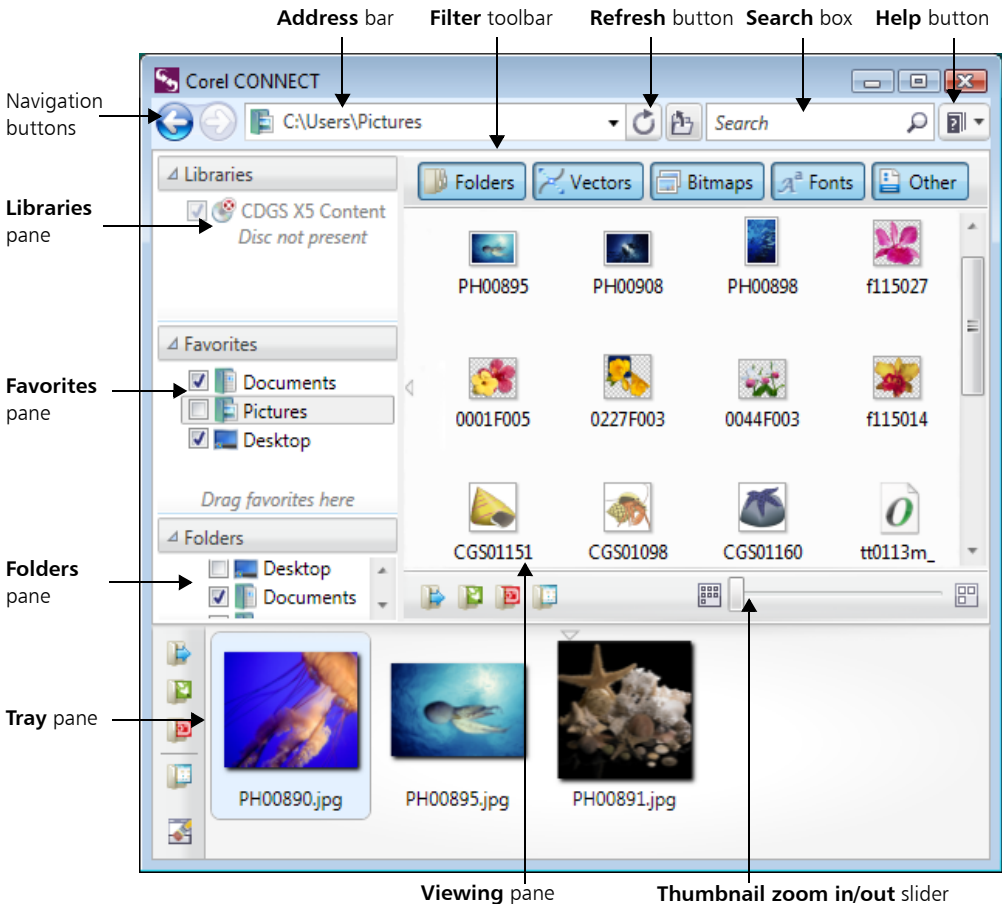 Address bar
Filter toolbar
Refresh button
Search box
Help button
Corel CONNECT
Navigation
buttons
C:\Users\Pictures
Search
Libraries
Folders
Vectors
Bitmaps
Fonts
Other
Libraries
pane
CDGS X5 Content
Disc not present
PH00895
PH00908
PH00898
f115027
Favorites
Favorites
pane
Documents
Pictures
Desktop
0001F005
0227F003
0044F003
f115014
Drag favorites here
Folders
CGS01151
CGS01098
CGS01160
tt0113m_
Folders
pane
Desktop
Documents
Tray pane
PH00890.jpg
PH00895.jpg
PH00891.jpg
Viewing pane
Thumbnail zoom in/out slider